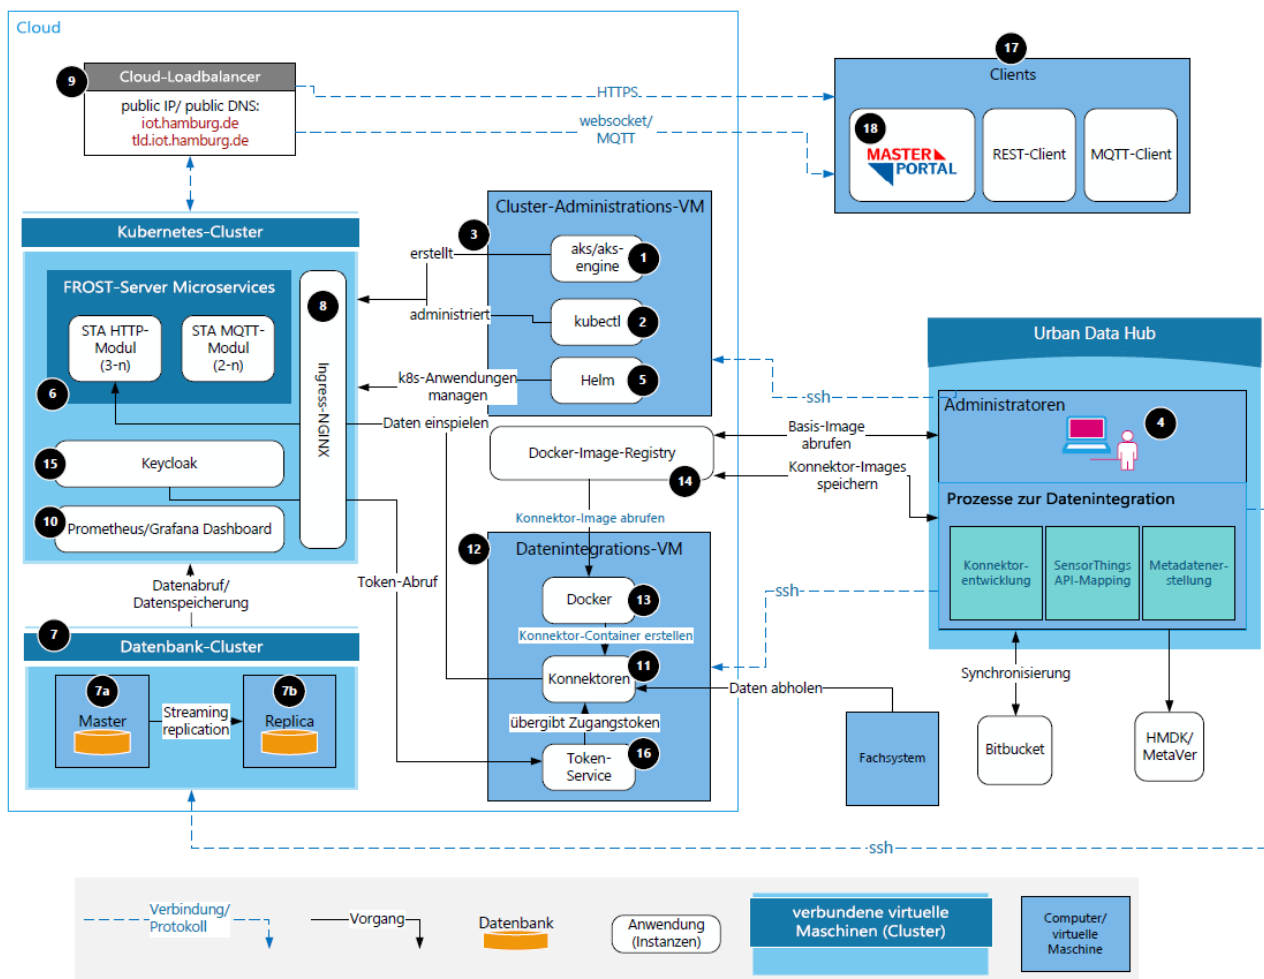 Cloud
9
Cloud-Loadbalancer
public IP/ public DNS:
iot.hamburg.de
tld.iot.hamburg.de
HTTPS
websocket/
MQTT
17
Clients
18
MASTER
PORTAL
REST-Client
MQTT-Client
Kubernetes-Cluster
FROST-Server Microservices
STA HTTP-
Modul
(3-n)
STA MQTT-
Modul
(2-n)
6
8
Ingress-NGINX
15
Keycloak
10
Prometheus/Grafana Dashboard
Cluster-Administrations-VM
3
erstellt
aks/aks-
engine
1
administriert
kubectl
2
k8s-Anwendungen
managen
Helm
5
Daten einspielen
ssh
Docker-Image-Registry
14
Basis-Image
abrufen
Konnektor-Images
speichern
Urban Data Hub
Administratoren
4
Prozesse zur Datenintegration
Konnektor-
entwicklung
SensorThings
API-Mapping
Metadatener-
stellung
Konnektor-Image abrufen
12
Datenintegrations-VM
Docker
13
Konnektor-Container erstellen
Konnektoren
11
übergibt Zugangstoken
Token-
Service
16
Token-Abruf
ssh
Daten abholen
Fachsystem
Synchronisierung
Bitbucket
HMDK/
MetaVer
Datenabruf/
Datenspeicherung
7
Datenbank-Cluster
7a
Master
Streaming
replication
7b
Replica
ssh
Verbindung/
Protokoll
Vorgang
Datenbank
Anwendung
(Instanzen)
verbundene virtuelle
Maschinen (Cluster)
Computer/
virtuelle
Maschine